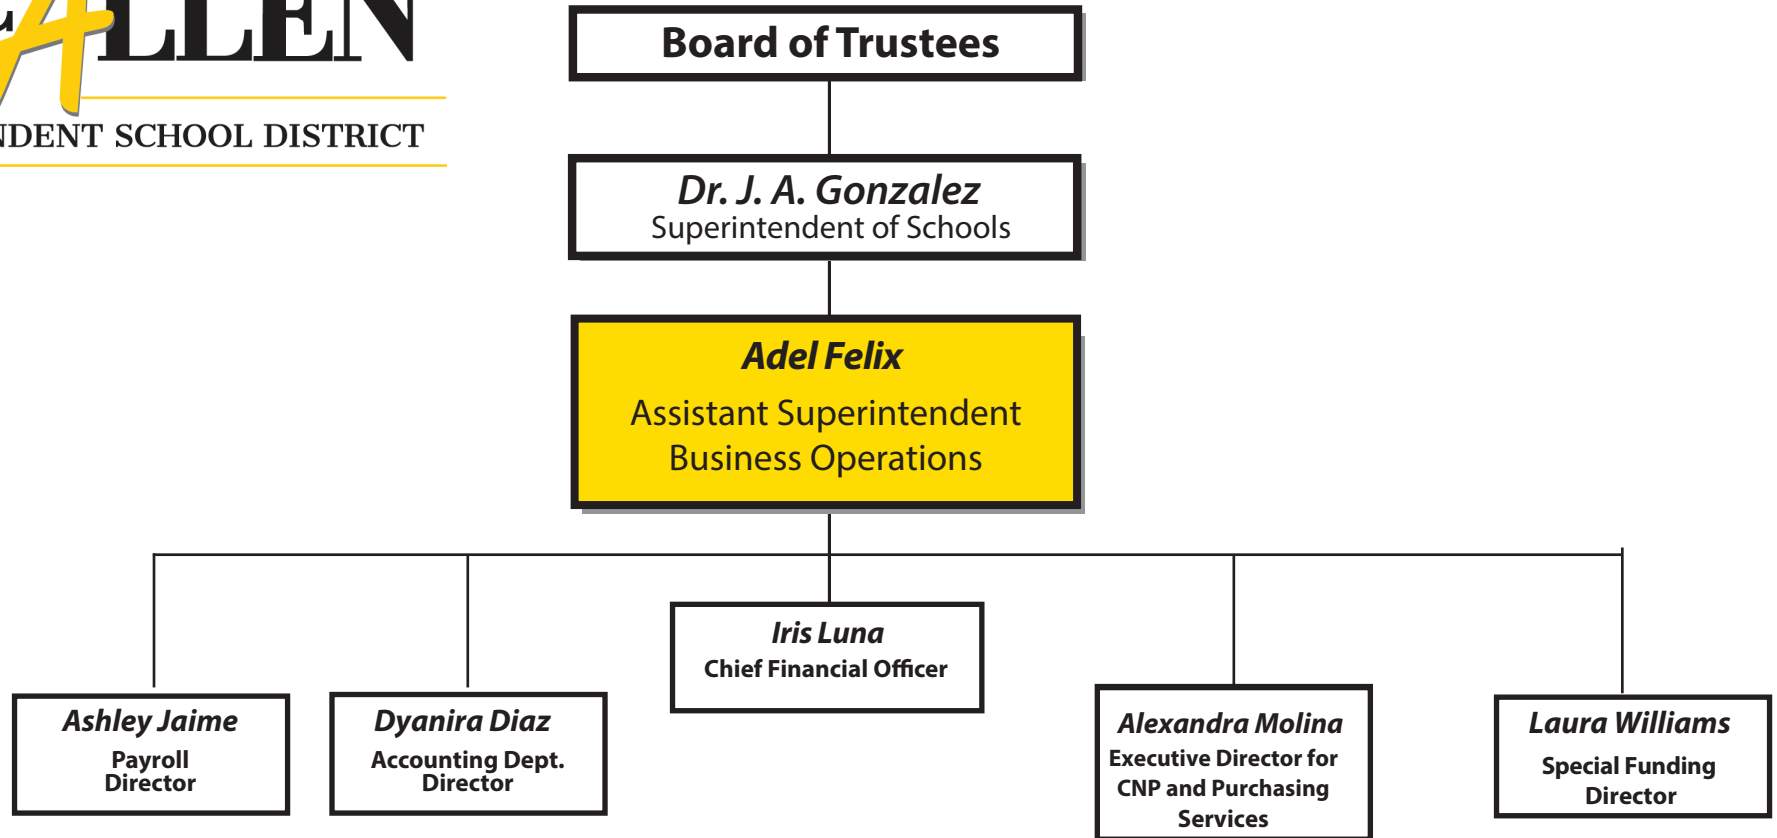 ALLEN
SCHOOL DISTRICT
Board of Trustees
Dr. J. A. Gonzalez
Superintendent of Schools
Adel Felix
Assistant Superintendent
Business Operations
Iris Luna
Chief Financial Officer
Ashley Jaime
Payroll
Director
Dyanira Diaz
Accounting Dept.
Director
Alexandra Molina
Executive Director for
CNP and Purchasing
Services
Laura Williams
Special Funding
Director